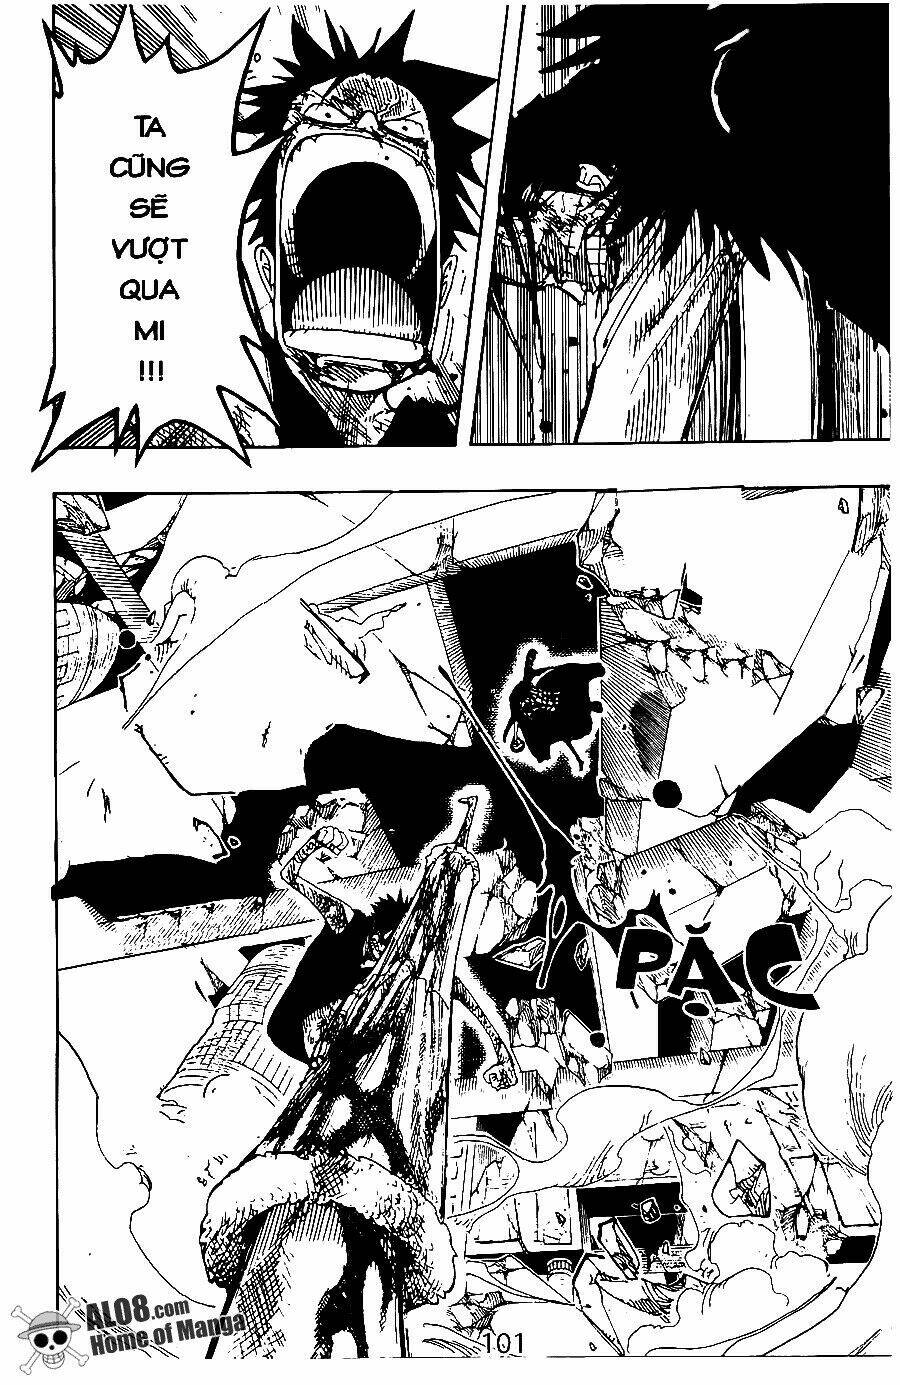 TA
CŨNG
SẼ
VƯỢT
QUA
MI
!!!
PẶC
AL08.com
Home of Manga
101